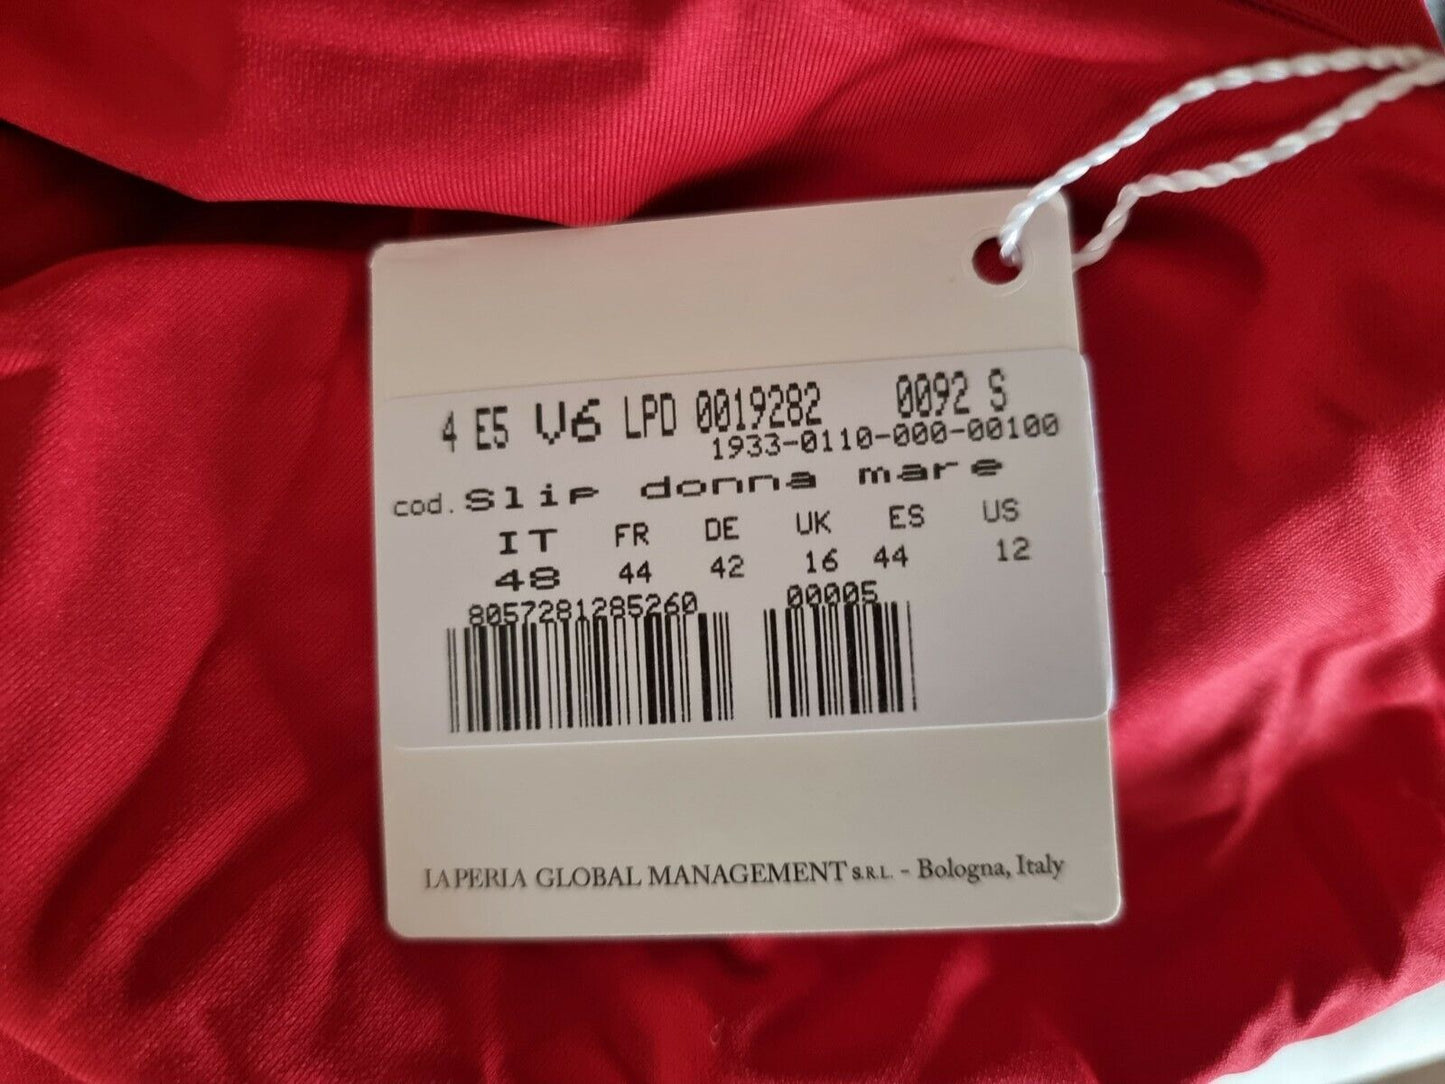 4 E5 V6 LPD 0019282 0092 S
1933-0110-000-00100
cod. Slip donna mare
IT FR DE UK ES US
48 44 42 16 44 12
8057281285260 00005
LAPERLA GLOBAL MANAGEMENT S.R.L. - Bologna, Italy